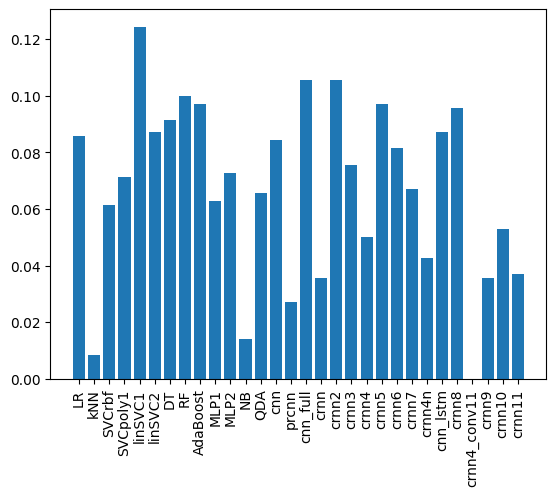 0.12
0.10
0.08
0.06
0.04
0.02
0.00
LR
kNN
SVCrbf
SVCpoly1
linSVC1
linSVC2
DT
RF
AdaBoost
MLP1
MLP2
NB
QDA
cnn
prcnn
cnn_full
crnn
crnn2
crnn3
crnn4
crnn5
crnn6
crnn7
crnn4n
cnn_lstm
crnn8
crnn4_conv11
crnn9
crnn10
crnn11